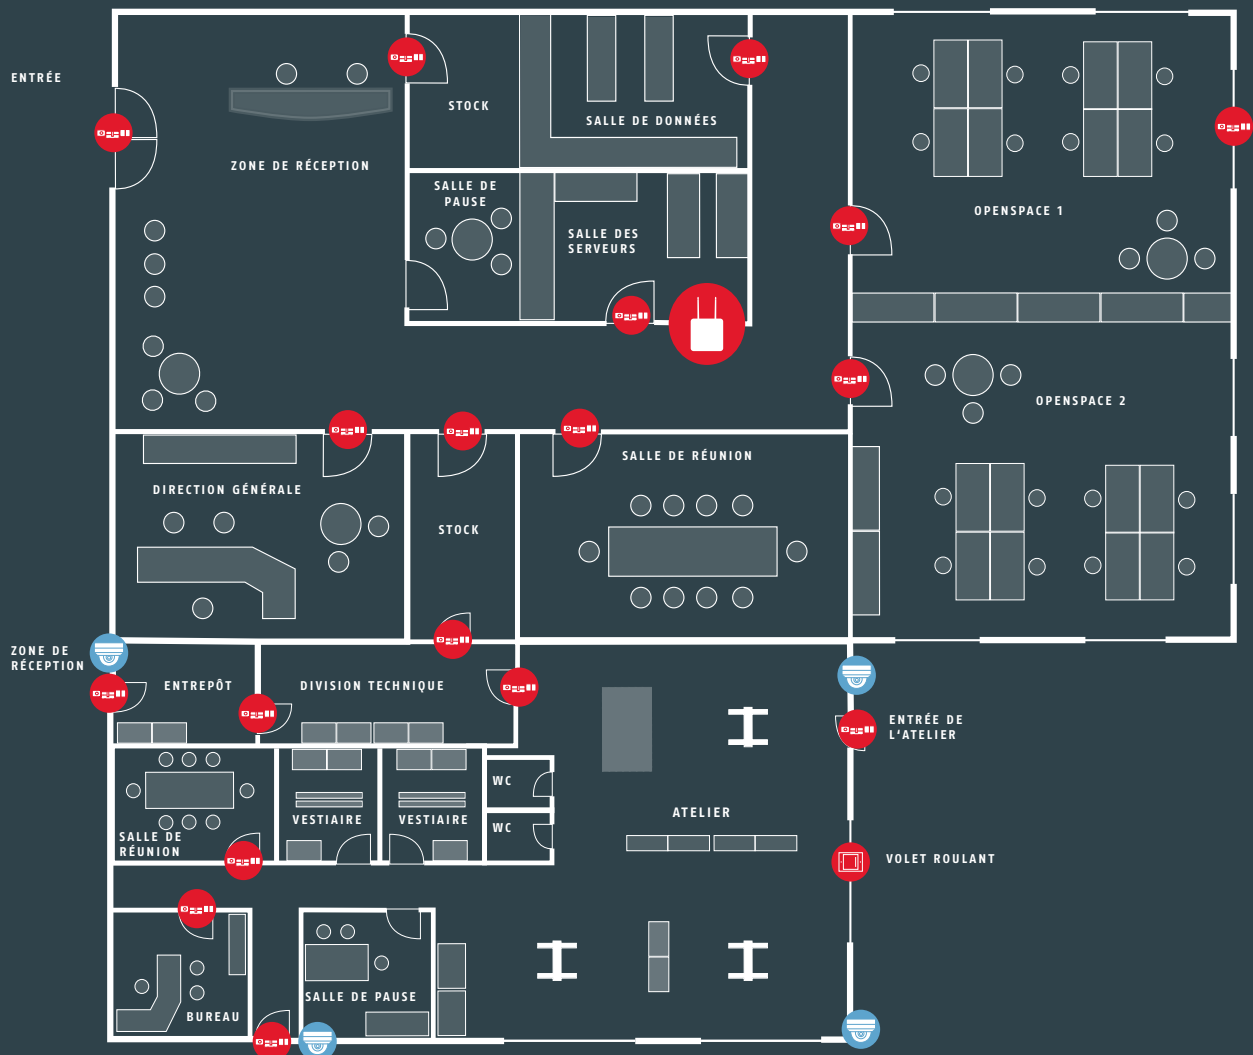 ENTRÉE
STOCK
SALLE DE DONNÉES
ZONE DE RÉCEPTION
SALLE DE
PAUSE
OPENSPACE 1
SALLE DES
SERVEURS
OPENSPACE 2
SALLE DE RÉUNION
DIRECTION GÉNÉRALE
STOCK
ZONE DE
RÉCEPTION
ENTREPÔT
DIVISION TECHNIQUE
ENTRÉE DE
L'ATELIER
WC
ATELIER
VESTIAIRE
VESTIAIRE
WC
SALLE DE
RÉUNION
VOLET ROULANT
SALLE DE PAUSE
BUREAU